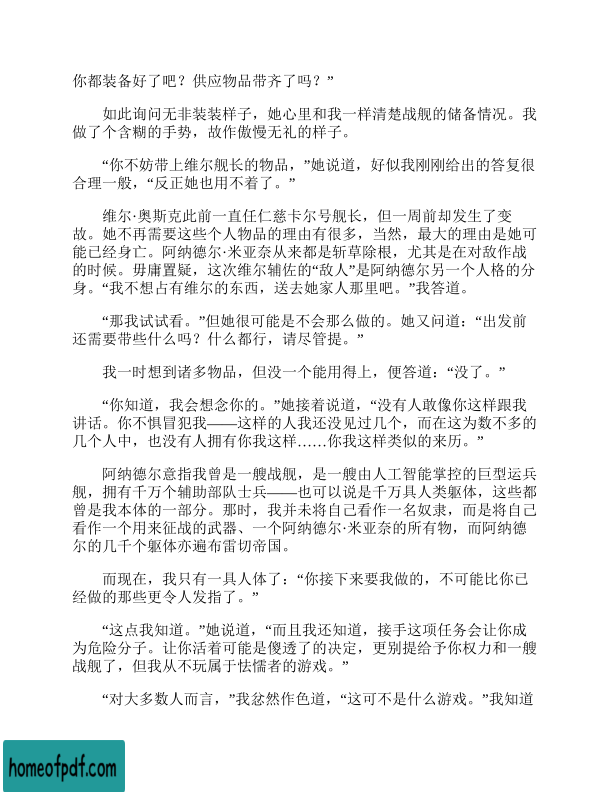 你都装备好了吧？供应物品带齐了吗？”
如此询问无非装装样子，她心里和我一样清楚战舰的储备情况。我
做了个含糊的手势，故作傲慢无礼的样子。
“你不妨带上维尔舰长的物品，”她说道，好似我刚刚给出的答复很
合理一般，“反正她也用不着了。”
维尔·奥斯克此前一直任仁慈卡尔号舰长，但一周前却发生了变
故。她不再需要这些个人物品的理由有很多，当然，最大的理由是她可
能已经身亡。阿纳德尔·米亚奈从来都是斩草除根，尤其是在对敌作战
的时候。毋庸置疑，这次维尔辅佐的“敌人”是阿纳德尔另一个人格的分
身。“我不想占有维尔的东西，送去她家人那里吧。”我答道。
“那我试试看。”但她很可能是不会那么做的。她又问道：“出发前
还需要带些什么吗？什么都行，请尽管提。”
我一时想到诸多物品，但没一个能用得上，便答道：“没了。”
“你知道，我会想念你的。”她接着说道，“没有人敢像你这样跟我
讲话。你不惧冒犯我——这样的人我还没见过几个，而在这为数不多的
几个人中，也没有人拥有你我这样……你我这样类似的来历。”
阿纳德尔意指我曾是一艘战舰，是一艘由人工智能掌控的巨型运兵
舰，拥有千万个辅助部队士兵——也可以说是千万具人类躯体，这些都
曾是我本体的一部分。那时，我并未将自己看作一名奴隶，而是将自己
看作一个用来征战的武器、一个阿纳德尔·米亚奈的所有物，而阿纳德
尔的几千个躯体亦遍布雷切帝国。
而现在，我只有一具人体了：“你接下来要我做的，不可能比你已
经做的那些更令人发指了。”
“这点我知道。”她说道，“而且我还知道，接手这项任务会让你成
为危险分子。让你活着可能是傻透了的决定，更别提给予你权力和一艘
战舰了，但我从不玩属于怯懦者的游戏。”
“对大多数人而言，”我忿然作色道，“这可不是什么游戏。”我知道
homeofpdf.com